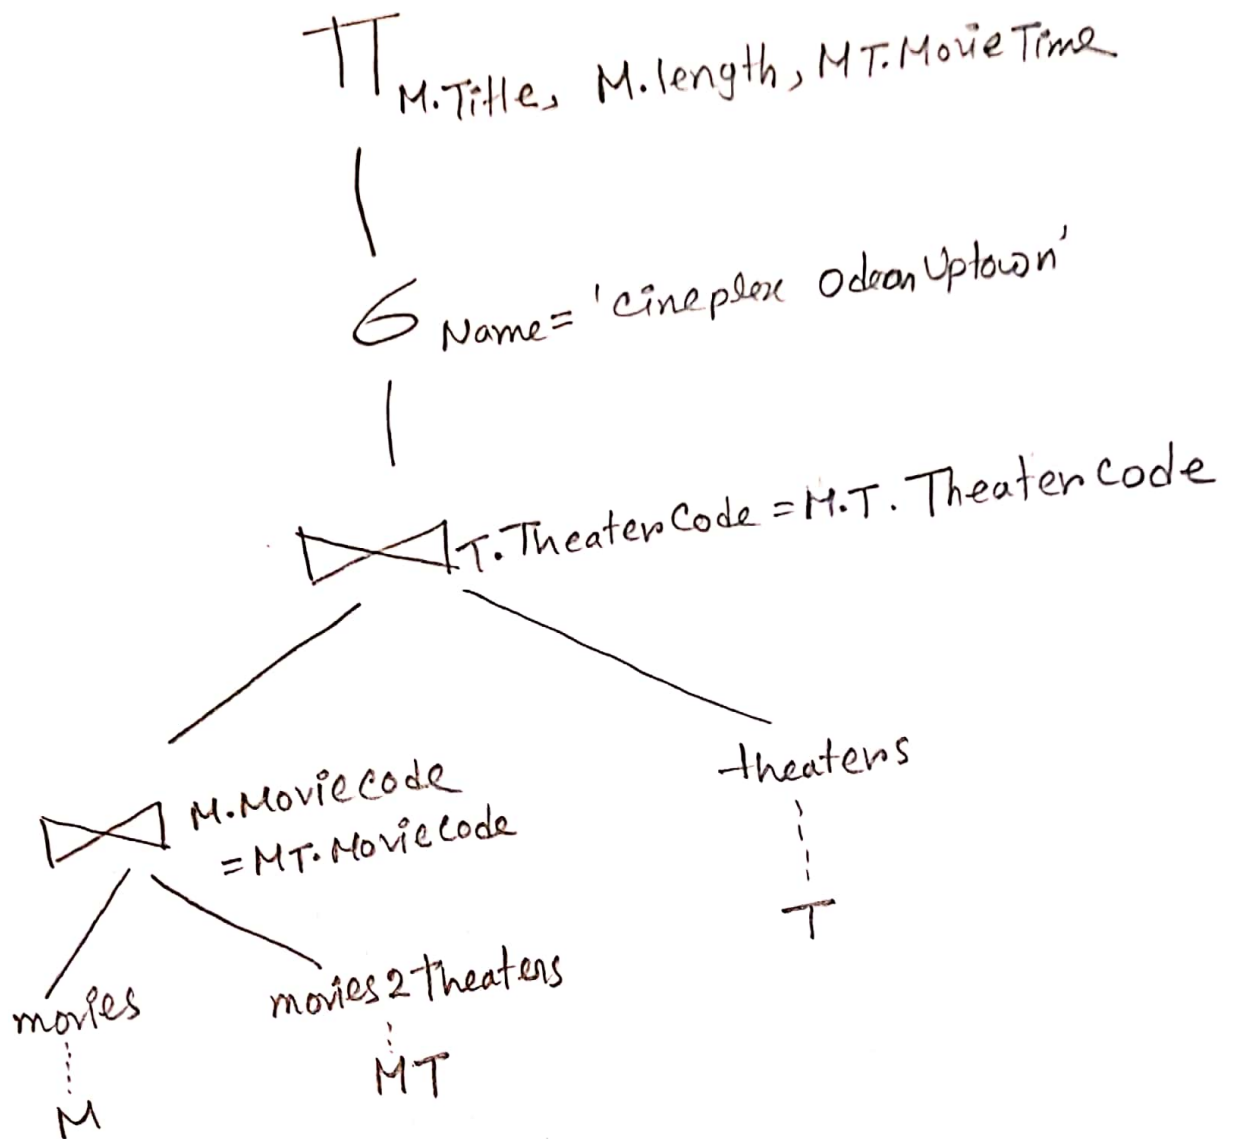 Π M.Title, M.length, MT.MovieTime
σ Name = 'cineplex Odeon Uptown'
⋈ T.TheaterCode = M.T. TheaterCode
⋈ M.Moviecode
= MT.MovieCode
theaters
T
movies
movies2theaters
MT
M